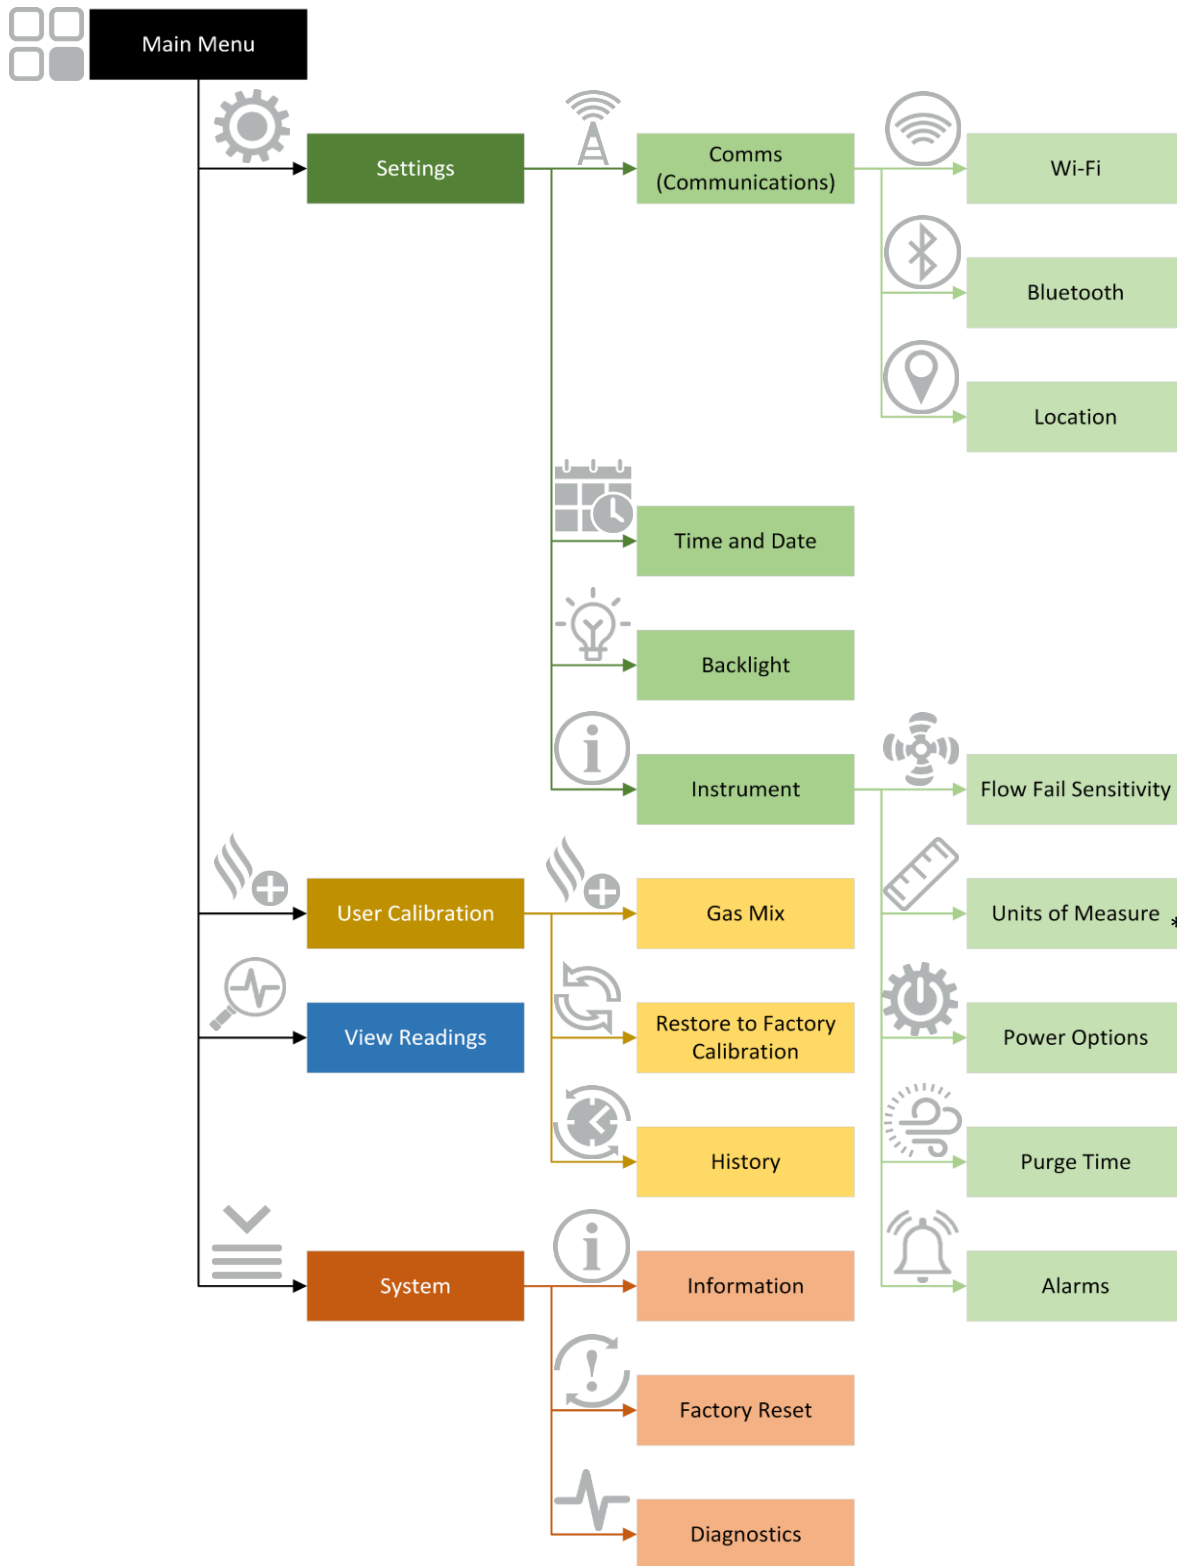 Main Menu
Settings
Comms
(Communications)
Wi-Fi
Bluetooth
Location
Time and Date
Backlight
Instrument
Flow Fail Sensitivity
User Calibration
Gas Mix
Units of Measure *
View Readings
Restore to Factory
Calibration
Power Options
History
Purge Time
System
Information
Alarms
Factory Reset
Diagnostics